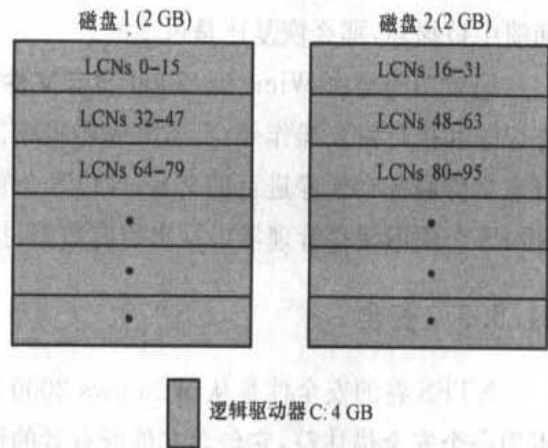 磁盘 1 (2 GB)
磁盘 2 (2 GB)
LCNs 0–15
LCNs 16–31
LCNs 32–47
LCNs 48–63
LCNs 64–79
LCNs 80–95
逻辑驱动器 C: 4 GB